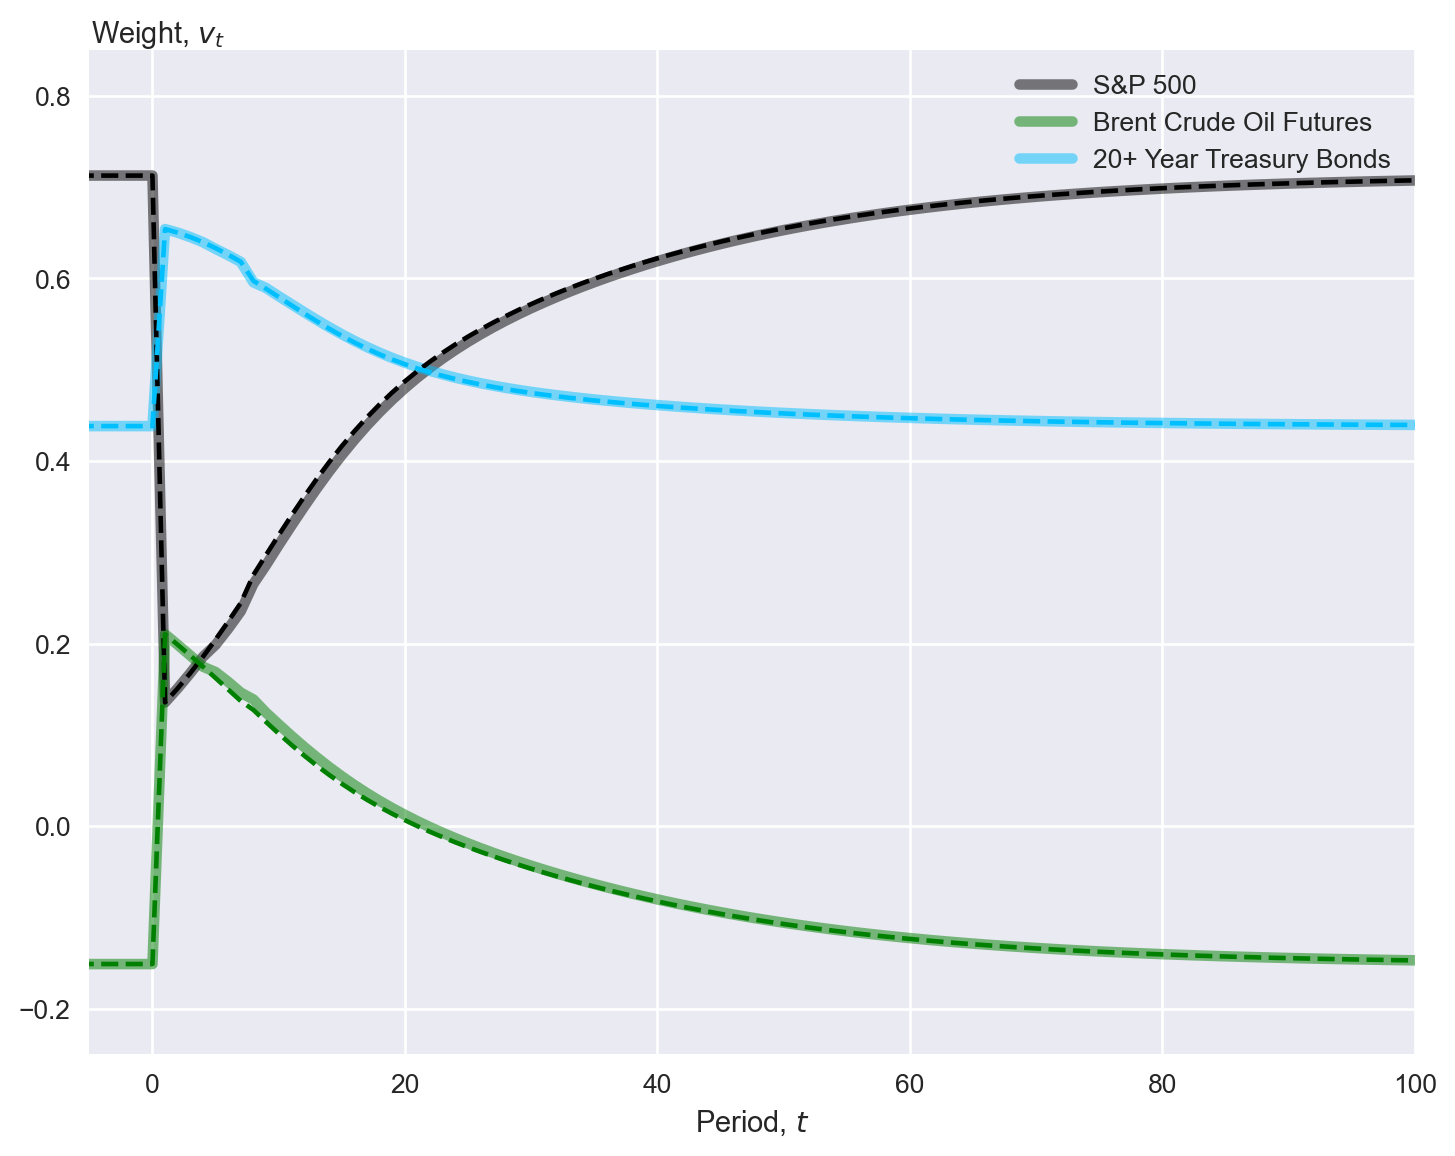 Weight, vₜ
S&P 500
Brent Crude Oil Futures
20+ Year Treasury Bonds
0.8
0.6
0.4
0.2
0.0
−0.2
0 20 40 60 80 100
Period, t